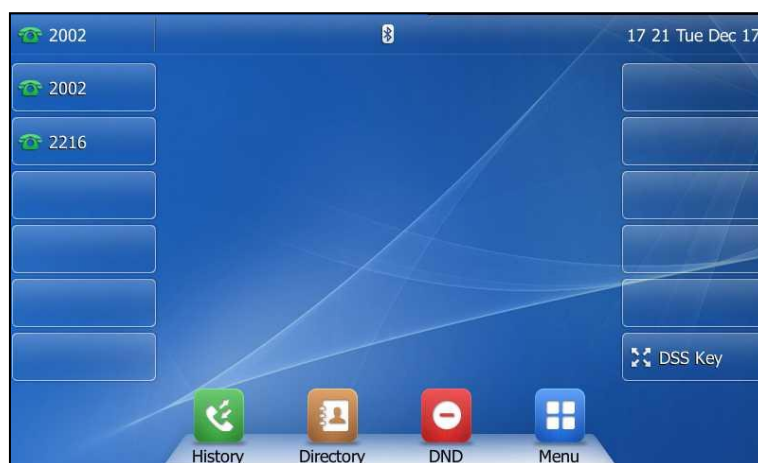 2002
17 21 Tue Dec 17
2002
2216
DSS Key
History
Directory
DND
Menu